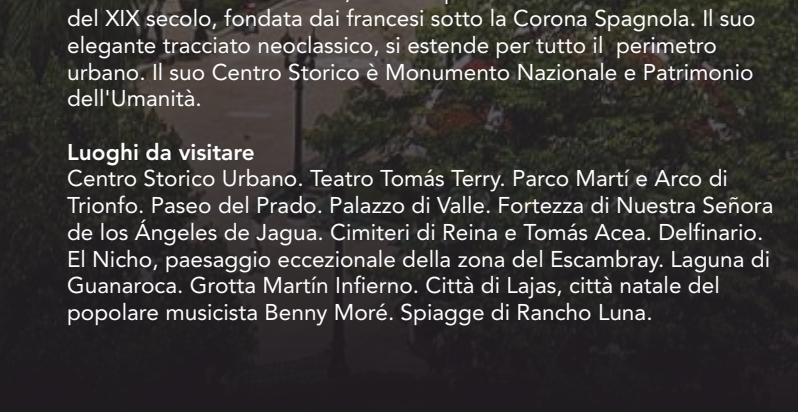 del XIX secolo, fondata dai francesi sotto la Corona Spagnola. Il suo
elegante tracciato neoclassico, si estende per tutto il perimetro
urbano. Il suo Centro Storico è Monumento Nazionale e Patrimonio
dell'Umanità.
Luoghi da visitare
Centro Storico Urbano. Teatro Tomás Terry. Parco Martí e Arco di
Trionfo. Paseo del Prado. Palazzo di Valle. Fortezza di Nuestra Señora
de los Ángeles de Jagua. Cimiteri di Reina e Tomás Acea. Delfinario.
El Nicho, paesaggio eccezionale della zona del Escambray. Laguna di
Guanaroca. Grotta Martín Infierno. Città di Lajas, città natale del
popolare musicista Benny Moré. Spiagge di Rancho Luna.